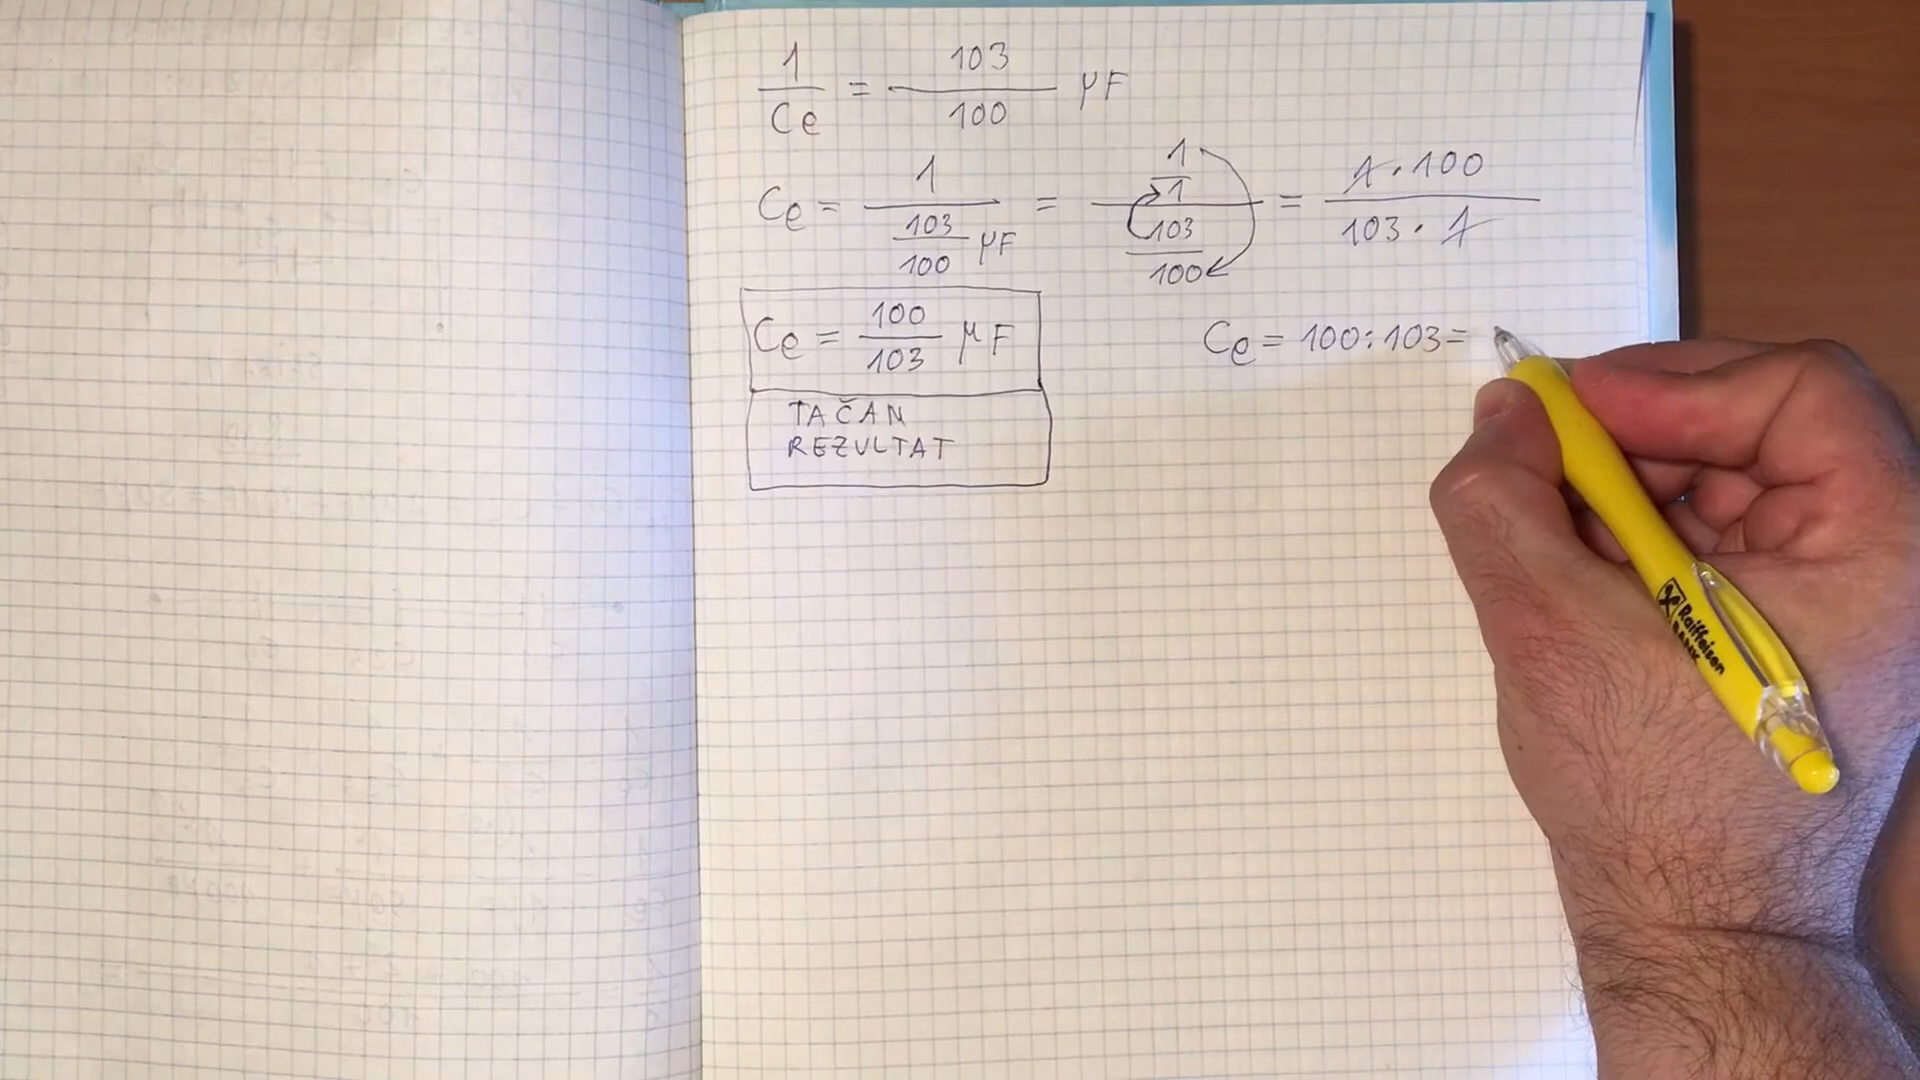 1/Ce = 103/100 μF
Ce = 1/(103/100 μF) = (1/1)/(103/100) = (1·100)/(103·1)
Ce = 100/103 μF
Ce = 100:103=
TAČAN
REZULTAT
Raiffeisen
BANK